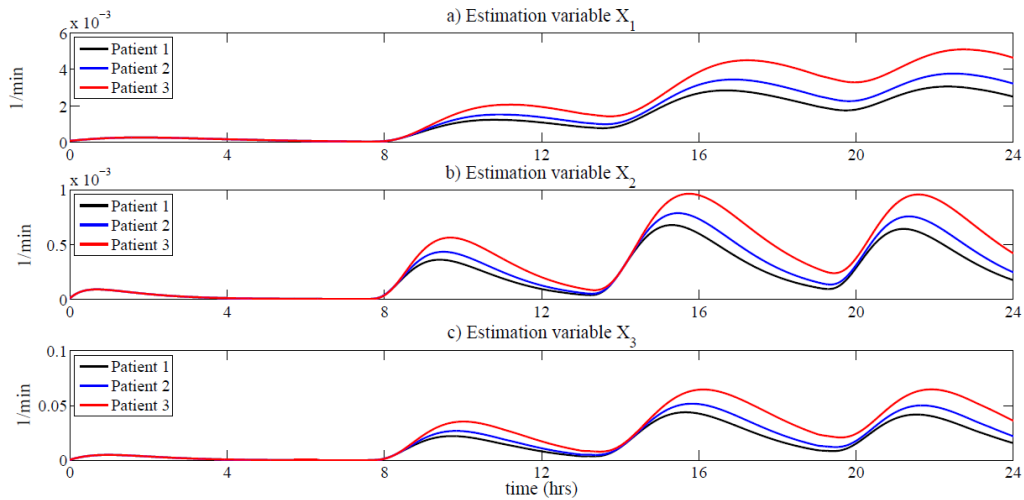 a) Estimation variable X1
x 10-3
6
4
2
0
1/min
Patient 1
Patient 2
Patient 3
0 4 8 12 16 20 24
b) Estimation variable X2
x 10-3
1
0.5
0
1/min
Patient 1
Patient 2
Patient 3
0 4 8 12 16 20 24
c) Estimation variable X3
0.1
0.05
0
1/min
Patient 1
Patient 2
Patient 3
0 4 8 12 16 20 24
time (hrs)